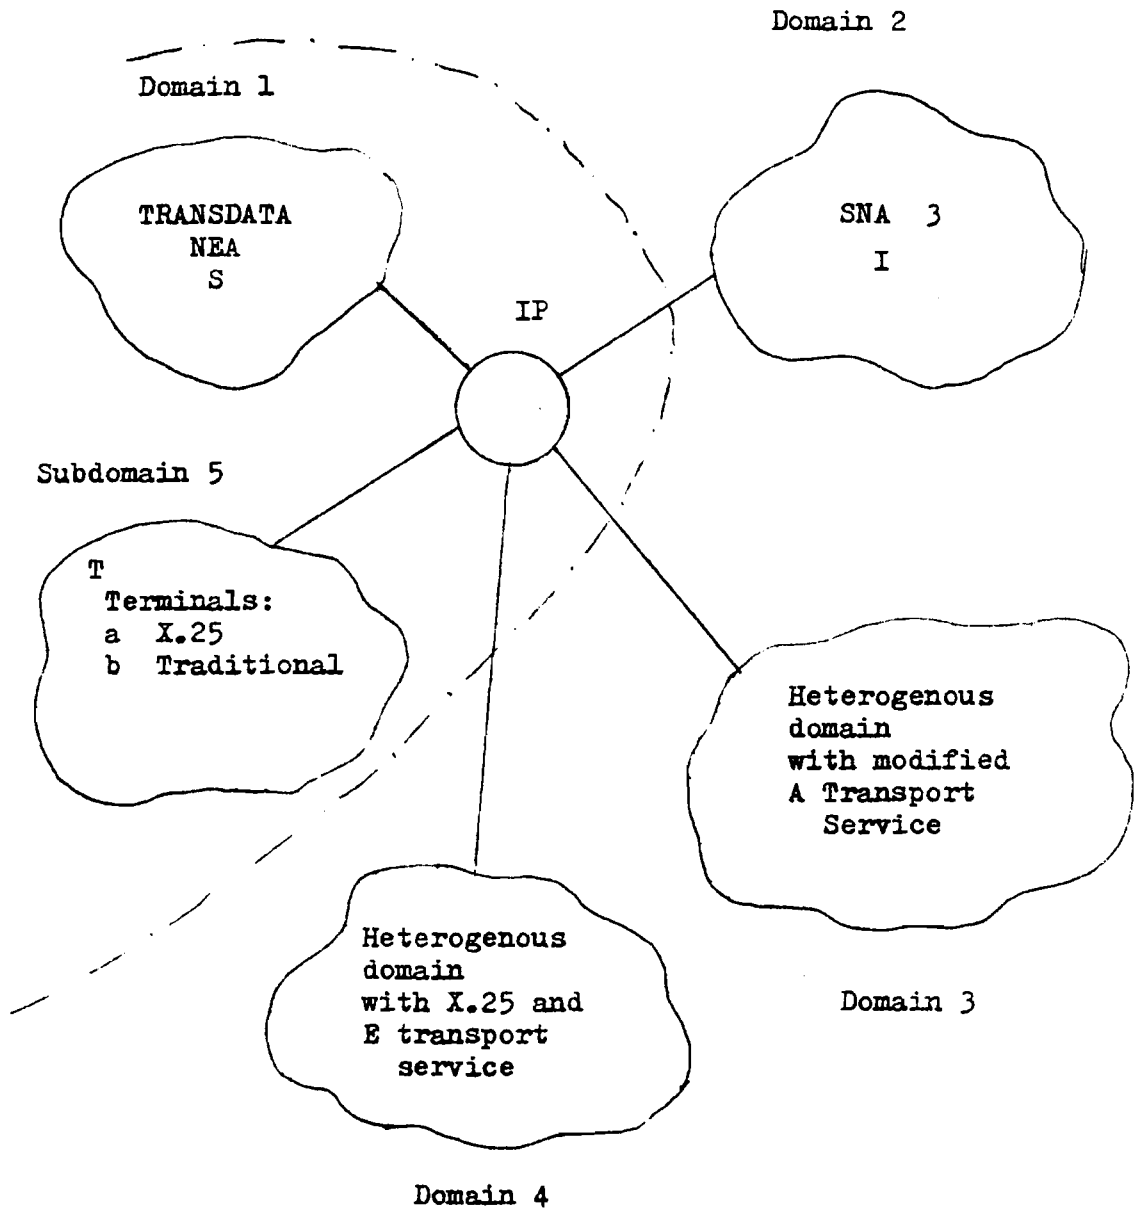 Domain 2
Domain 1
TRANSDATA
NEA
S
SNA 3
I
IP
Subdomain 5
T
Terminals:
a X.25
b Traditional
Heterogenous
domain
with modified
A Transport
Service
Heterogenous
domain
with X.25 and
E transport
service
Domain 3
Domain 4